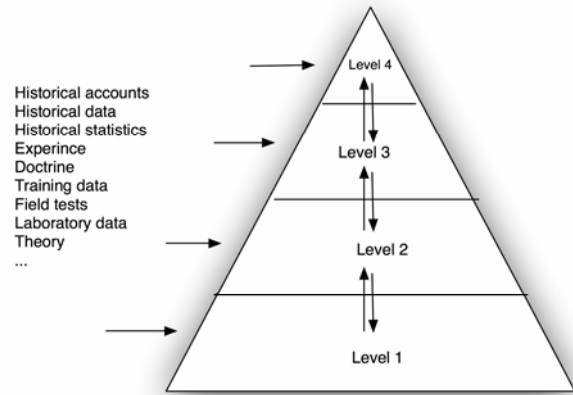 Level 4
Historical accounts
Historical data
Historical statistics
Experince
Doctrine
Training data
Field tests
Laboratory data
Theory
...
Level 3
Level 2
Level 1